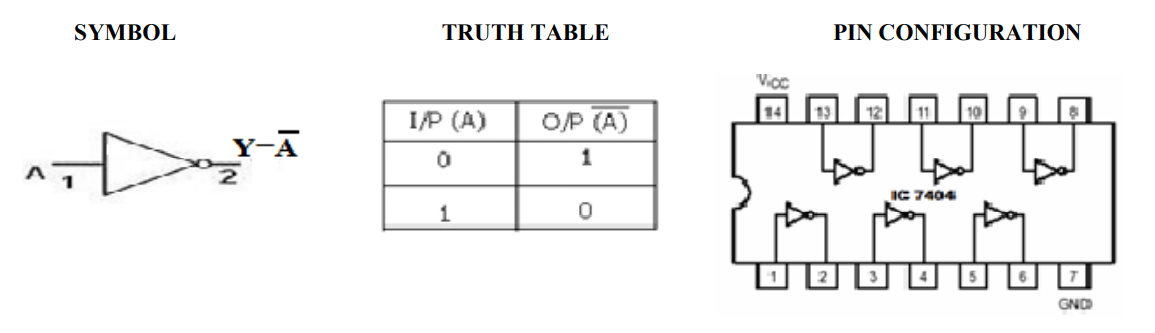 SYMBOL
TRUTH TABLE
PIN CONFIGURATION
A 1
2
Y–A̅
I/P (A) O/P (A̅)
0 1
1 0
VCC
14 13 12 11 10 9 8
IC 7404
1 2 3 4 5 6 7
GND